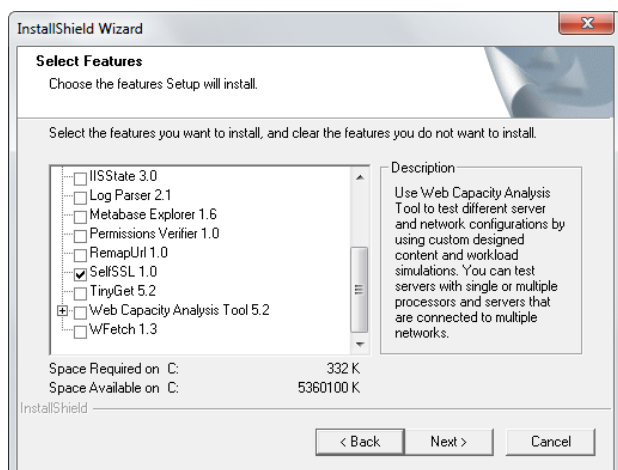 InstallShield Wizard
Select Features
Choose the features Setup will install.
Select the features you want to install, and clear the features you do not want to install.
IISState 3.0
Log Parser 2.1
Metabase Explorer 1.6
Permissions Verifier 1.0
RemapUrl 1.0
SelfSSL 1.0
TinyGet 5.2
Web Capacity Analysis Tool 5.2
WFetch 1.3
Description
Use Web Capacity Analysis
Tool to test different server
and network configurations by
using custom designed
content and workload
simulations. You can test
servers with single or multiple
processors and servers that
are connected to multiple
networks.
Space Required on C: 332 K
Space Available on C: 5360100 K
InstallShield
< Back Next > Cancel